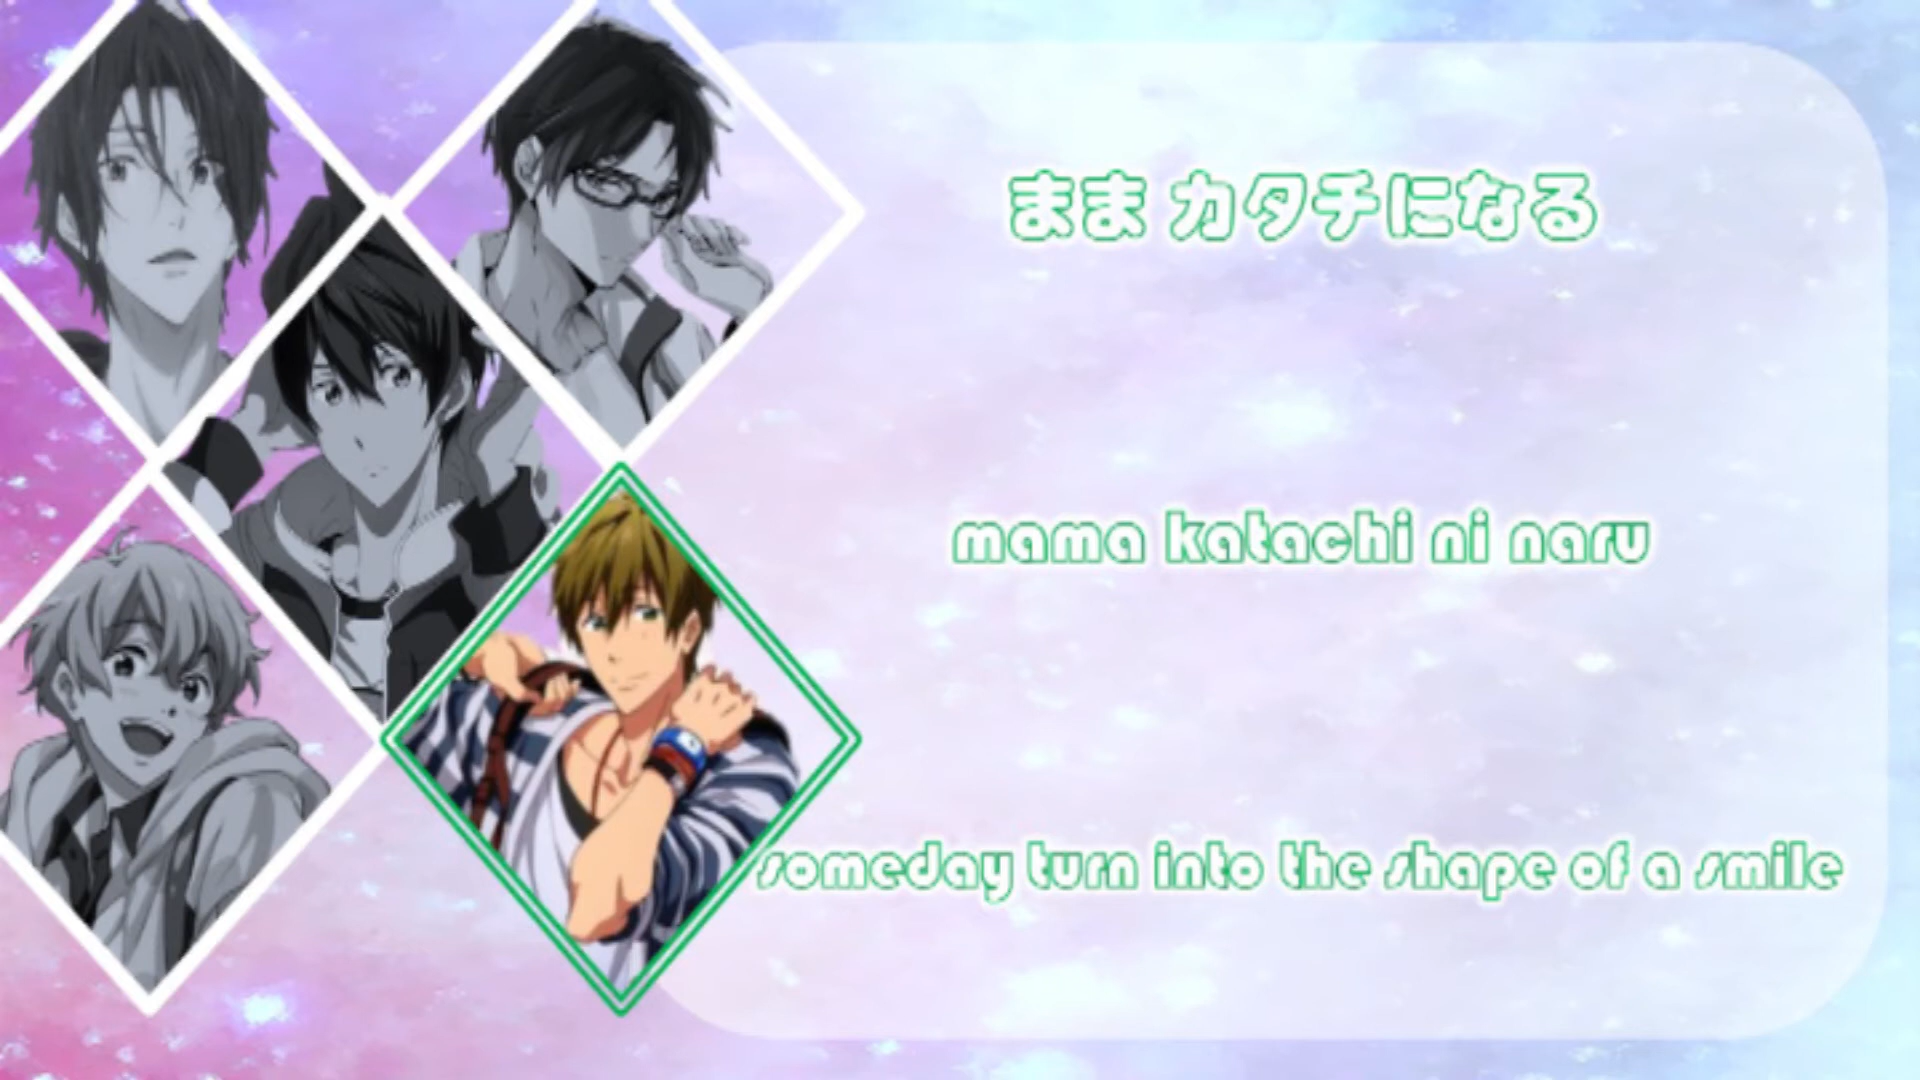 まま カタチになる
mama katachi ni naru
someday turn into the shape of a smile